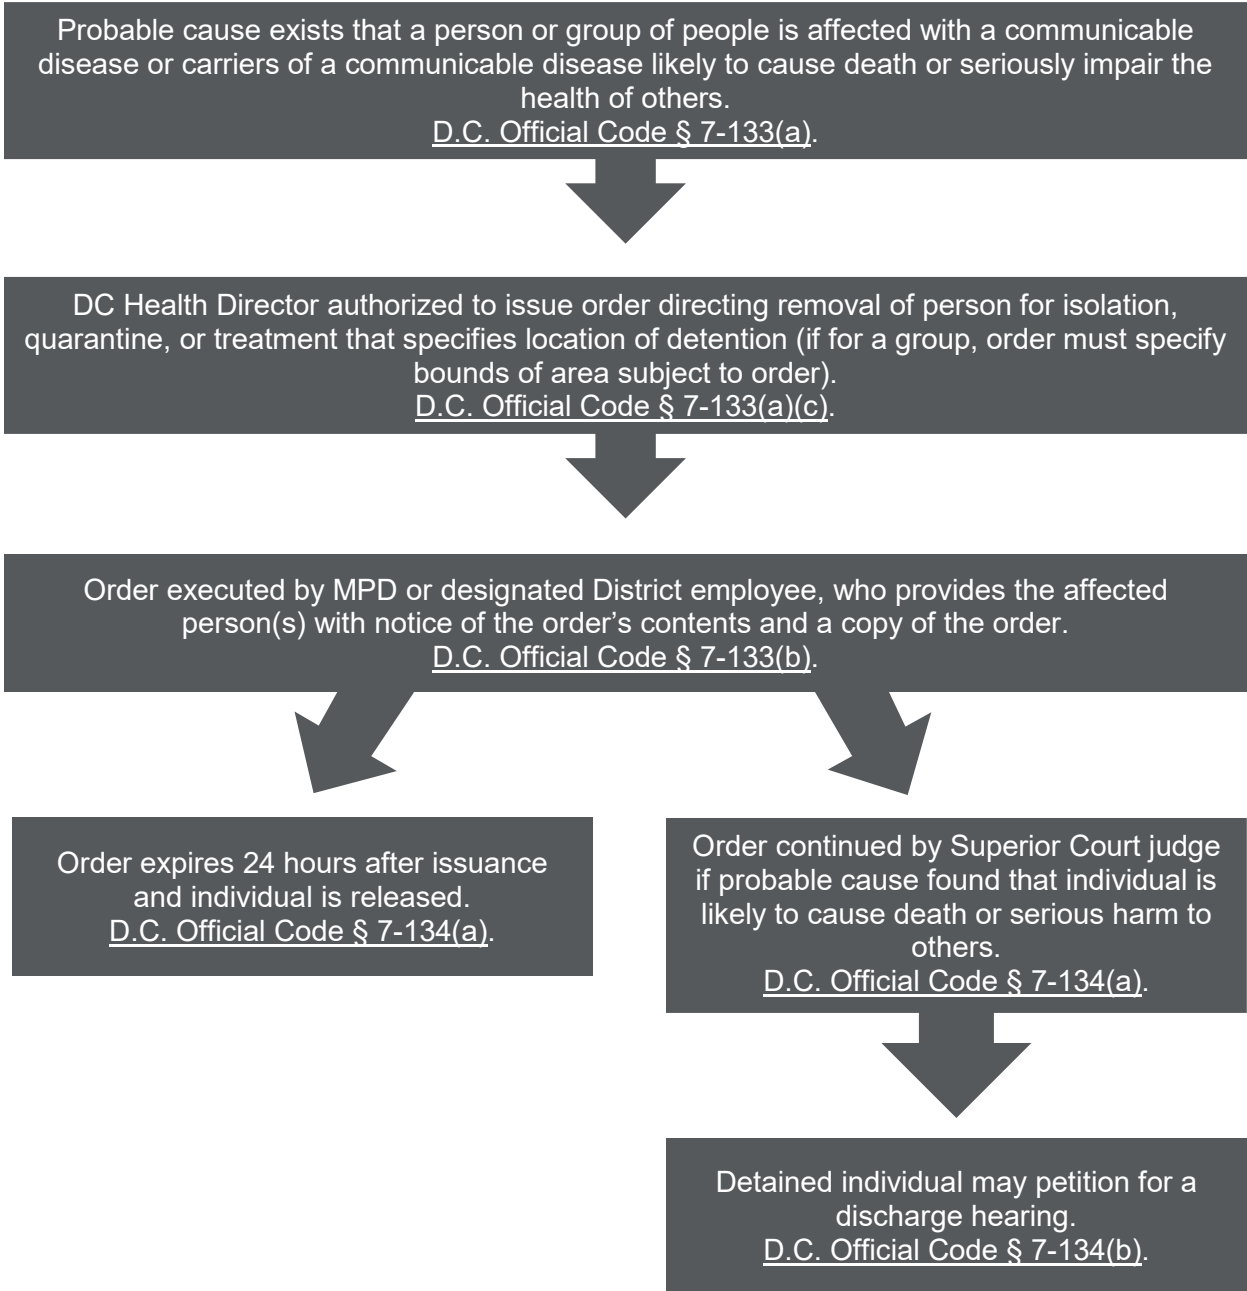 Probable cause exists that a person or group of people is affected with a communicable
disease or carriers of a communicable disease likely to cause death or seriously impair the
health of others.
D.C. Official Code § 7-133(a).
DC Health Director authorized to issue order directing removal of person for isolation,
quarantine, or treatment that specifies location of detention (if for a group, order must specify
bounds of area subject to order).
D.C. Official Code § 7-133(a)(c).
Order executed by MPD or designated District employee, who provides the affected
person(s) with notice of the order’s contents and a copy of the order.
D.C. Official Code § 7-133(b).
Order expires 24 hours after issuance
and individual is released.
D.C. Official Code § 7-134(a).
Order continued by Superior Court judge
if probable cause found that individual is
likely to cause death or serious harm to
others.
D.C. Official Code § 7-134(a).
Detained individual may petition for a
discharge hearing.
D.C. Official Code § 7-134(b).